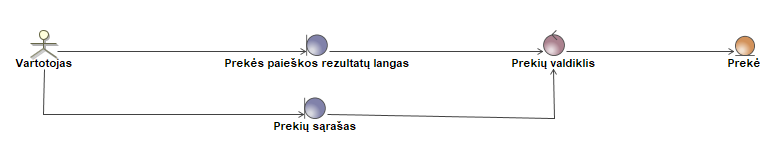 Vartotojas
Prekės paieškos rezultatų langas
Prekių valdiklis
Prekė
Prekių sąrašas